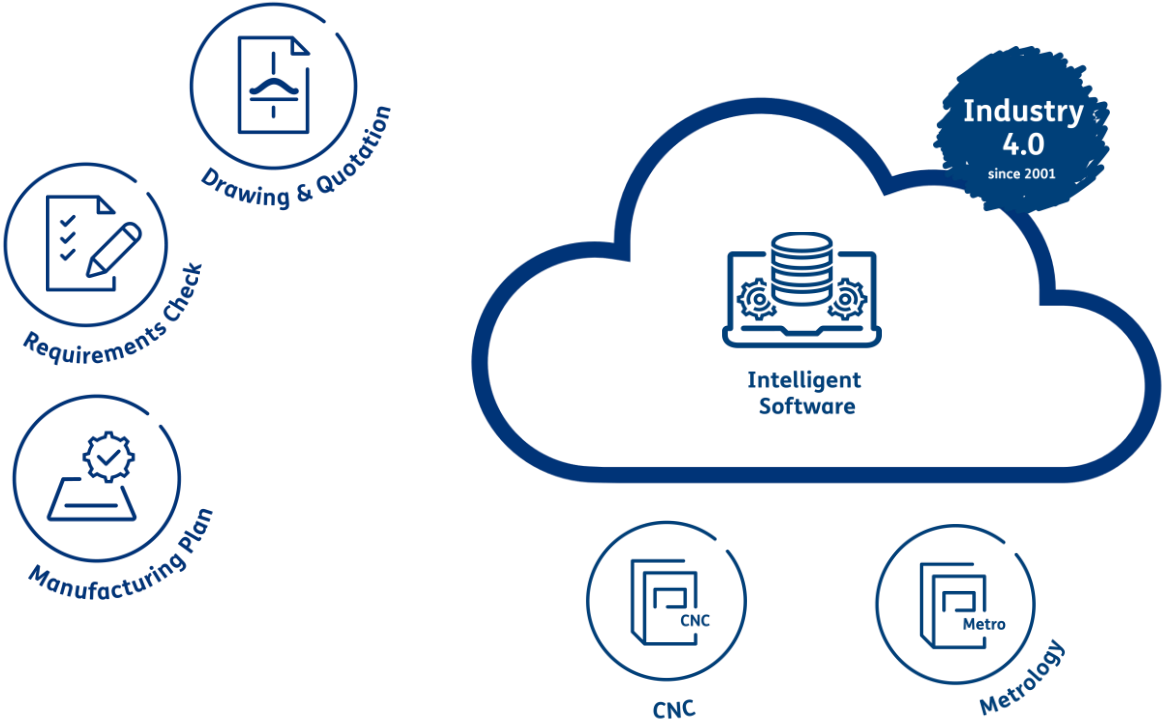 Drawing & Quotation
Industry
4.0
since 2001
Requirements Check
Intelligent
Software
Manufacturing Plan
CNC
CNC
Metro
Metrology